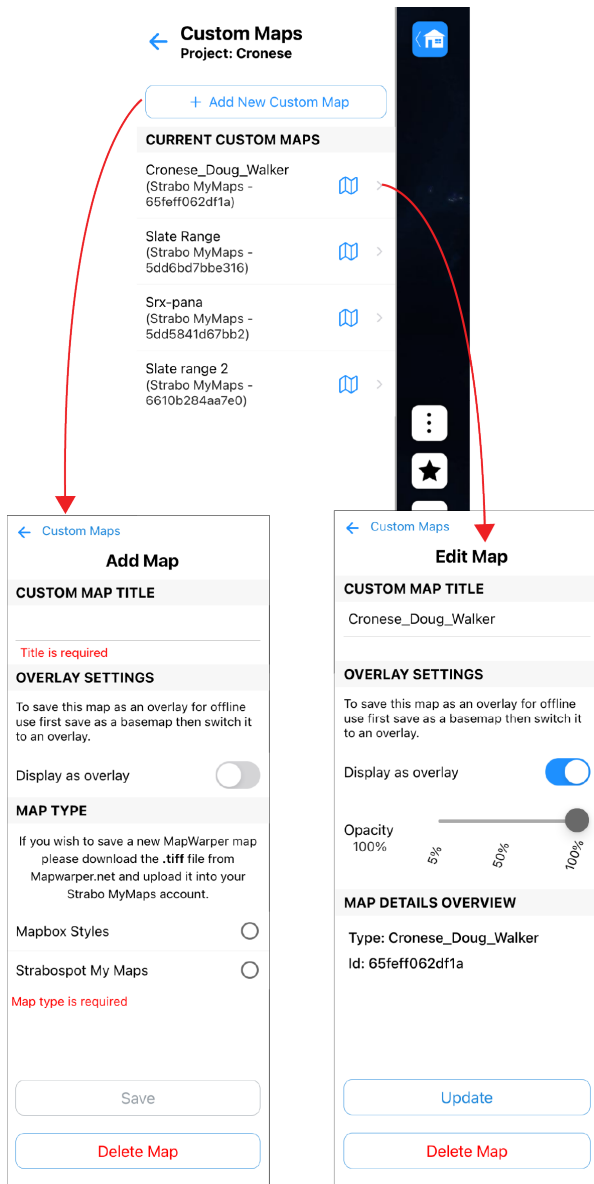 Custom Maps
Project: Cronese
+ Add New Custom Map
CURRENT CUSTOM MAPS
Cronese_Doug_Walker
(Strabo MyMaps -
65feff062df1a)
Slate Range
(Strabo MyMaps -
5dd6bd7bbe316)
Srx-pana
(Strabo MyMaps -
5dd5841d67bb2)
Slate range 2
(Strabo MyMaps -
6610b284aa7e0)
Custom Maps
Add Map
CUSTOM MAP TITLE
Title is required
OVERLAY SETTINGS
To save this map as an overlay for offline
use first save as a basemap then switch it
to an overlay.
Display as overlay
MAP TYPE
If you wish to save a new MapWarper map
please download the .tiff file from
Mapwarper.net and upload it into your
Strabo MyMaps account.
Mapbox Styles
Strabospot My Maps
Map type is required
Save
Delete Map
Custom Maps
Edit Map
CUSTOM MAP TITLE
Cronese_Doug_Walker
OVERLAY SETTINGS
To save this map as an overlay for offline
use first save as a basemap then switch it
to an overlay.
Display as overlay
Opacity
100%
5%
50%
100%
MAP DETAILS OVERVIEW
Type: Cronese_Doug_Walker
Id: 65feff062df1a
Update
Delete Map